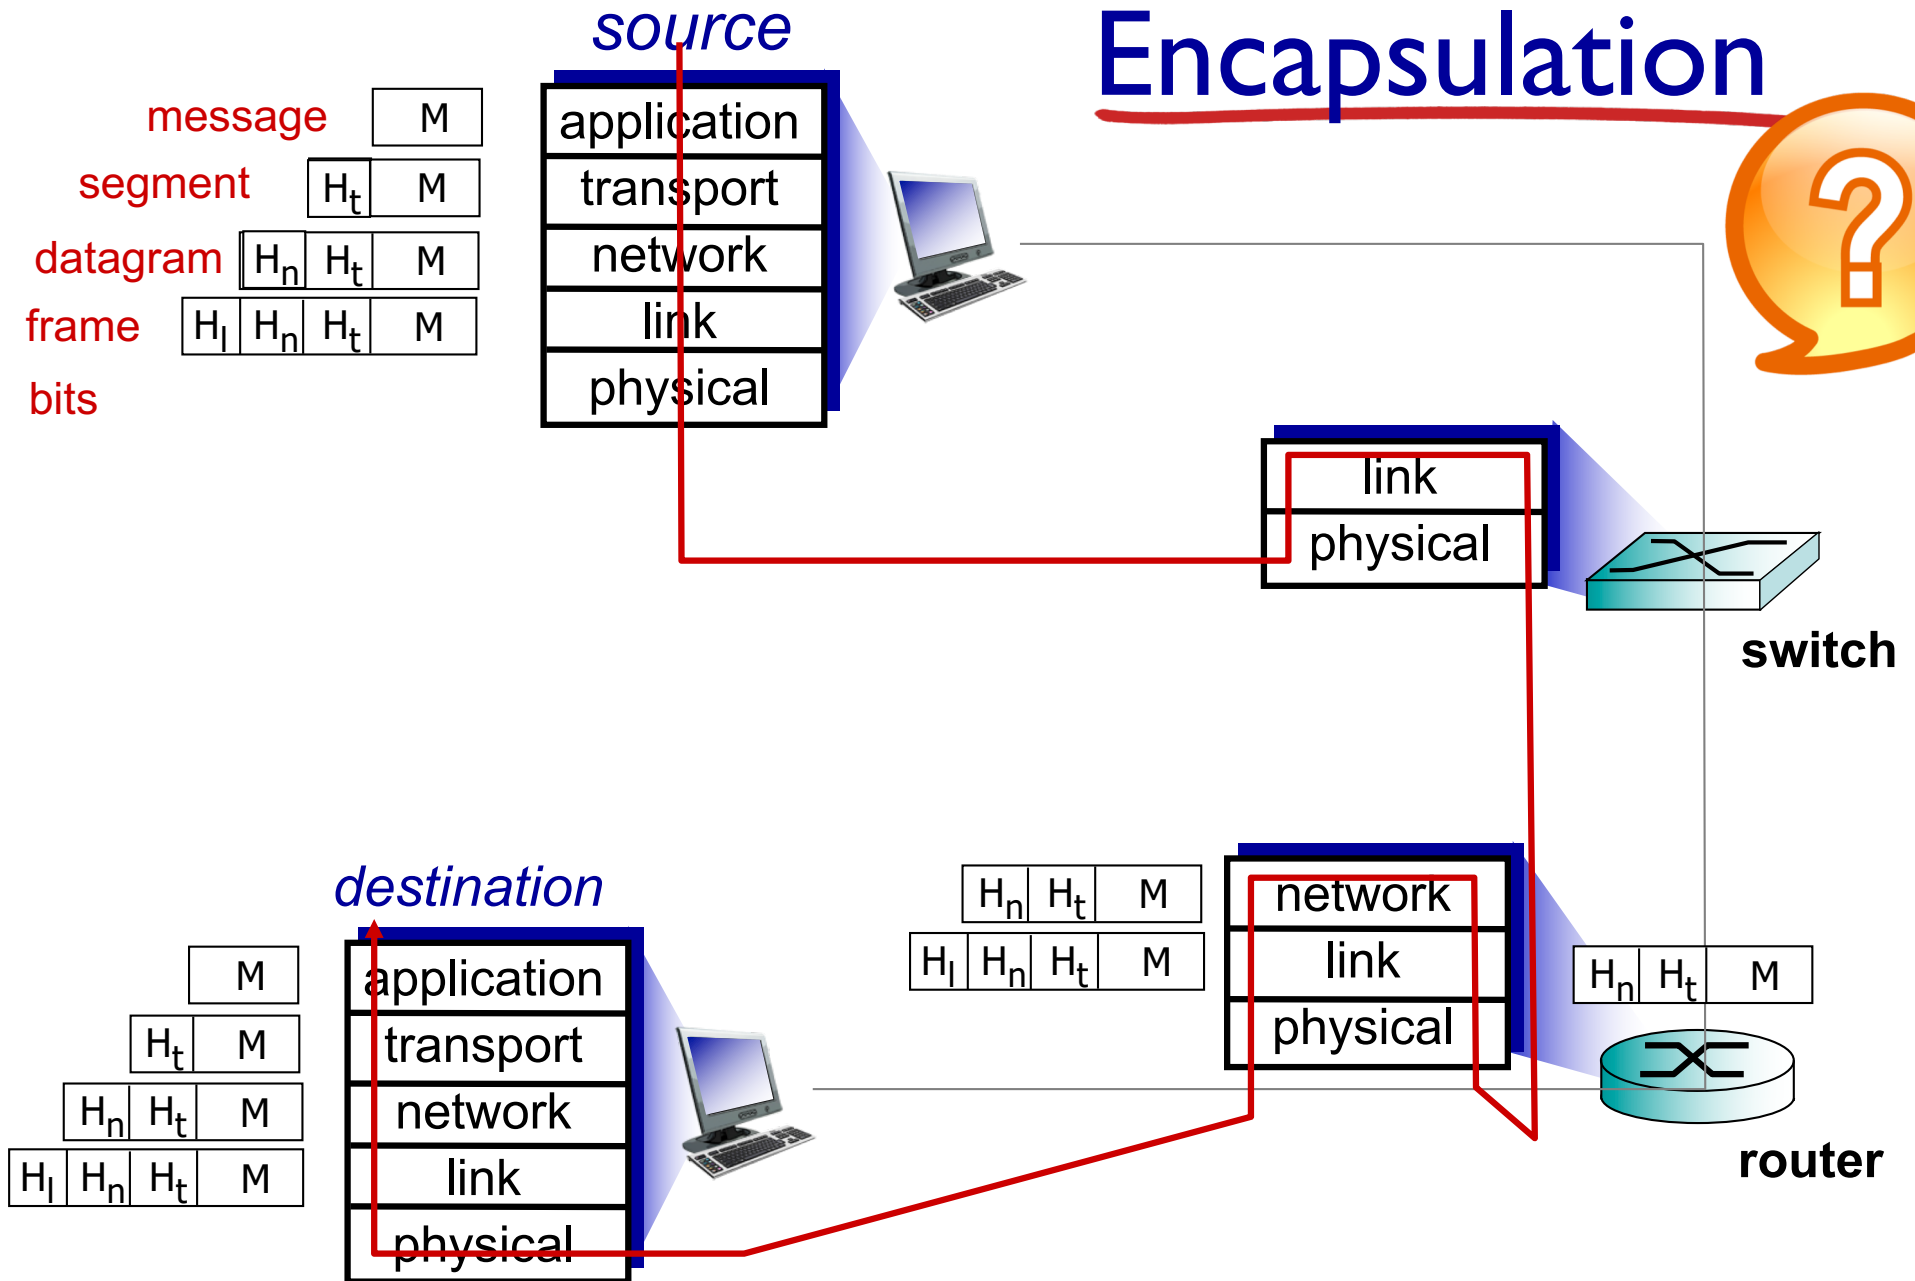 source
Encapsulation
message M application
segment Ht M transport
datagram Hn Ht M network
frame Hl Hn Ht M link
bits physical
?
link
physical
switch
destination
Hn Ht M network
Hl Hn Ht M link
physical
Hn Ht M
router
M application
Ht M transport
Hn Ht M network
Hl Hn Ht M link
physical